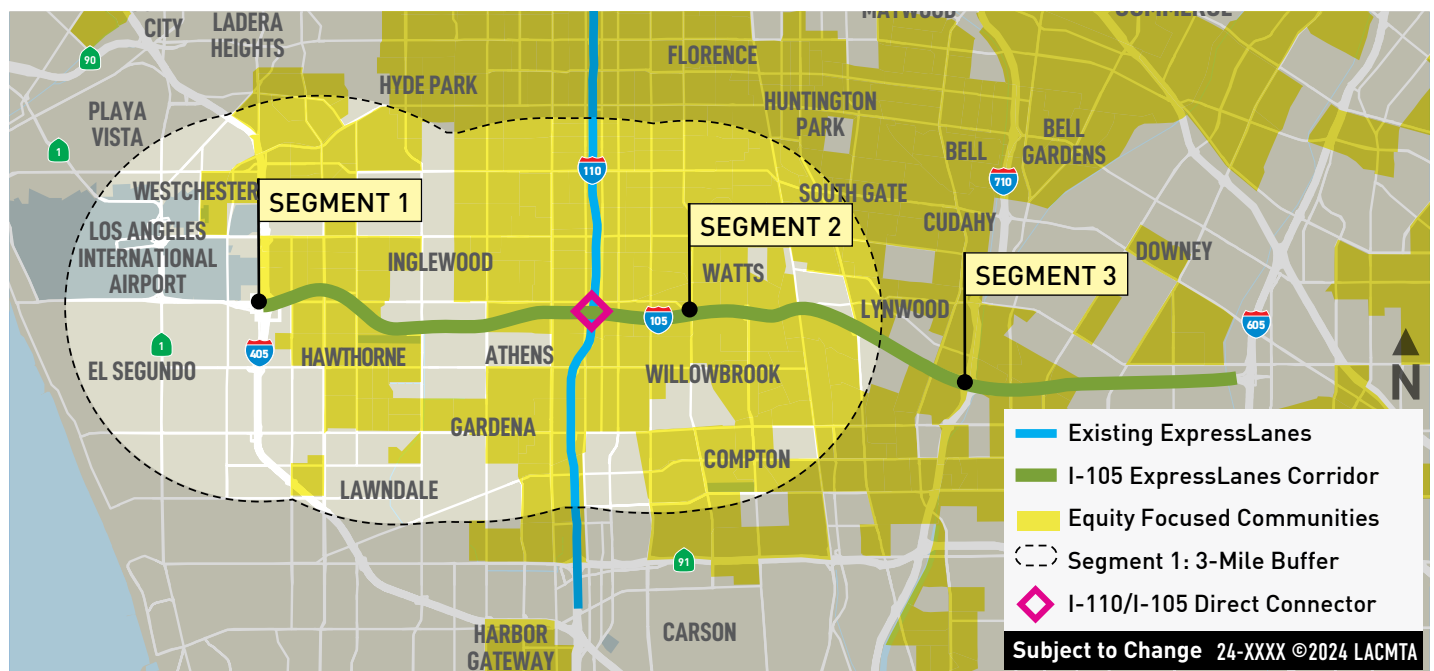 CITY
LADERA
HEIGHTS
MAYWOOD
COMMERCE
90
FLORENCE
HYDE PARK
HUNTINGTON
PARK
PLAYA
VISTA
1
BELL
GARDENS
BELL
110
710
WESTCHESTER
SEGMENT 1
SOUTH GATE
CUDAHY
SEGMENT 2
LOS ANGELES
INTERNATIONAL
AIRPORT
INGLEWOOD
WATTS
DOWNEY
SEGMENT 3
LYNWOOD
105
605
1
405
EL SEGUNDO
HAWTHORNE
ATHENS
WILLOWBROOK
N
GARDENA
COMPTON
LAWNDALE
91
HARBOR
GATEWAY
CARSON
Existing ExpressLanes
I-105 ExpressLanes Corridor
Equity Focused Communities
Segment 1: 3-Mile Buffer
I-110/I-105 Direct Connector
Subject to Change 24-XXXX ©2024 LACMTA